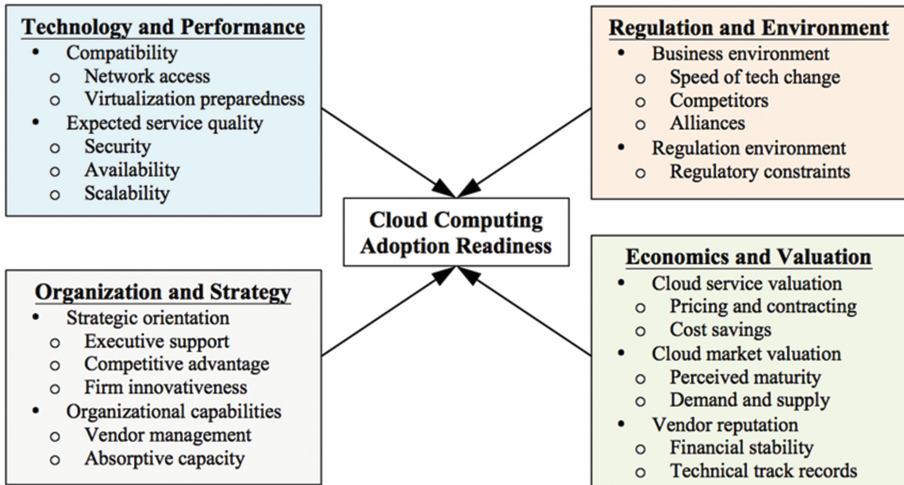 Technology and Performance
• Compatibility
o Network access
o Virtualization preparedness
• Expected service quality
o Security
o Availability
o Scalability
Regulation and Environment
• Business environment
o Speed of tech change
o Competitors
o Alliances
• Regulation environment
o Regulatory constraints
Cloud Computing
Adoption Readiness
Organization and Strategy
• Strategic orientation
o Executive support
o Competitive advantage
o Firm innovativeness
• Organizational capabilities
o Vendor management
o Absorptive capacity
Economics and Valuation
• Cloud service valuation
o Pricing and contracting
o Cost savings
• Cloud market valuation
o Perceived maturity
o Demand and supply
• Vendor reputation
o Financial stability
o Technical track records